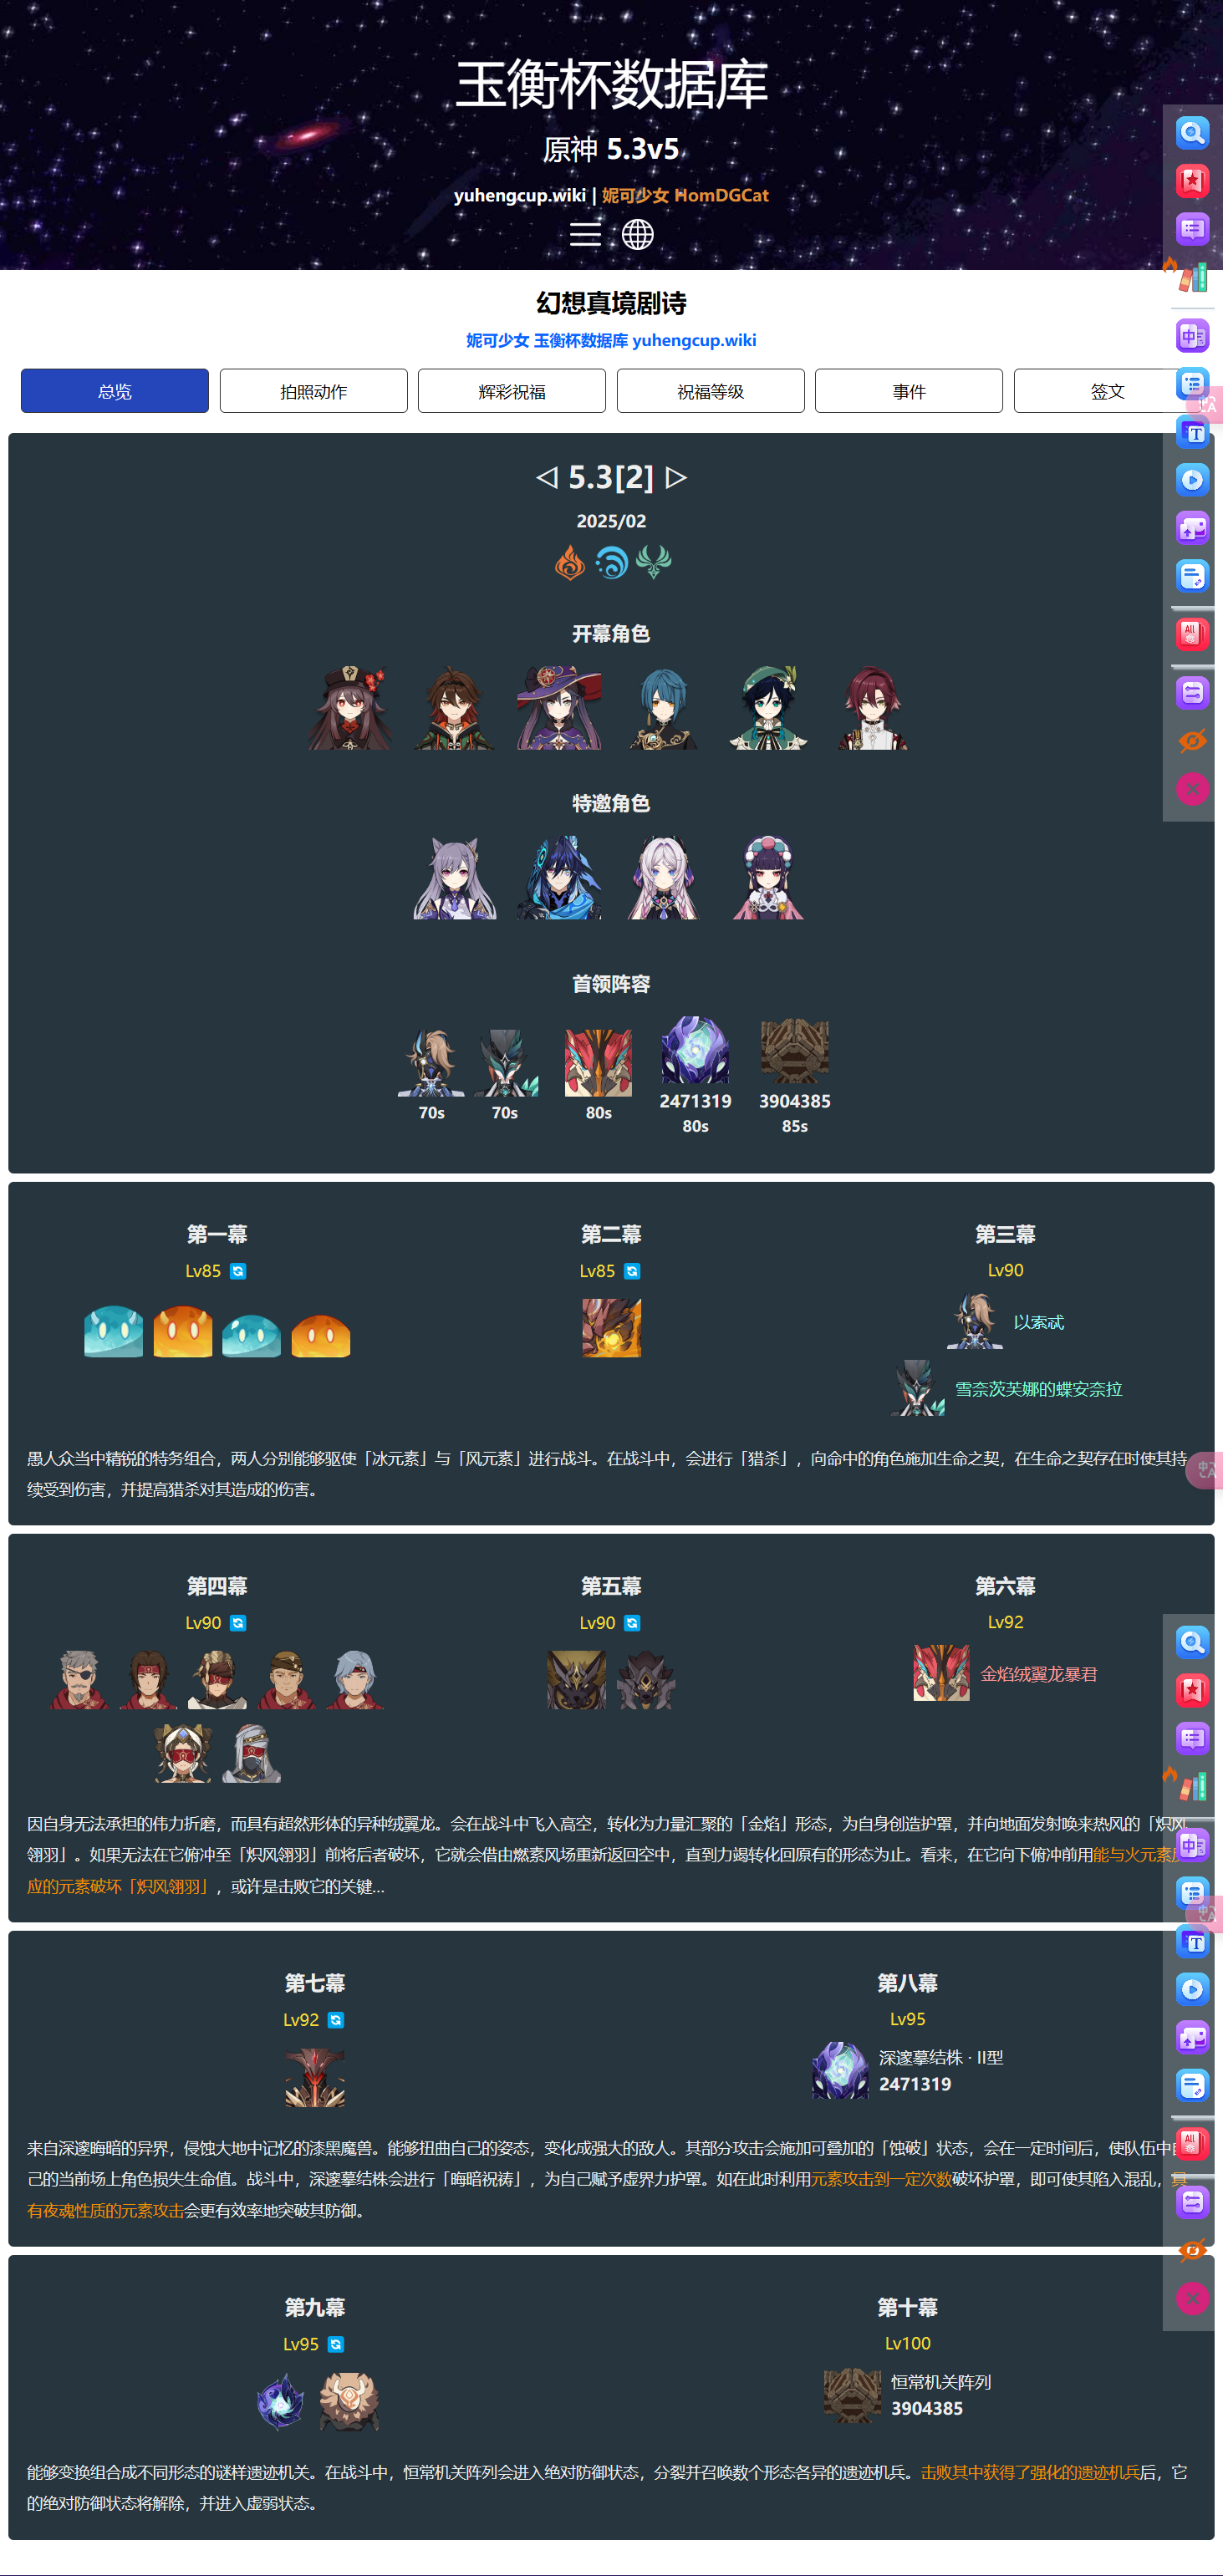 玉衡杯数据库
原神 5.3v5
yuhengcup.wiki | 妮可少女 HomDGCat
幻想真境剧诗
妮可少女 玉衡杯数据库 yuhengcup.wiki
总览 拍照动作 辉彩祝福 祝福等级 事件 签文
5.3[2]
2025/02
开幕角色
特邀角色
首领阵容
70s 70s 80s 2471319 3904385
80s 85s
第一幕 第二幕 第三幕
Lv85 Lv85 Lv90
以索忒
雪奈茨芙娜的蝶安奈拉
愚人众当中精锐的特务组合，两人分别能够驱使「冰元素」与「风元素」进行战斗。在战斗中，会进行「猎杀」，向命中的角色施加生命之契，在生命之契存在时使其持
续受到伤害，并提高猎杀对其造成的伤害。
第四幕 第五幕 第六幕
Lv90 Lv90 Lv92
金焰绒翼龙暴君
因自身无法承担的伟力折磨，而具有超然形体的异种绒翼龙。会在战斗中飞入高空，转化为力量汇聚的「金焰」形态，为自身创造护罩，并向地面发射唤来热风的「炽风
翎羽」。如果无法在它俯冲至「炽风翎羽」前将后者破坏，它就会借由燃素风场重新返回空中，直到力竭转化回原有的形态为止。看来，在它向下俯冲前用能与火元素反
应的元素破坏「炽风翎羽」，或许是击败它的关键...
第七幕 第八幕
Lv92 Lv95
深邃摹结株 · II型
2471319
来自深邃晦暗的异界，侵蚀大地中记忆的漆黑魔兽。能够扭曲自己的姿态，变化成强大的敌人。其部分攻击会施加可叠加的「蚀破」状态，会在一定时间后，使队伍中自
己的当前场上角色损失生命值。战斗中，深邃摹结株会进行「晦暗祝祷」，为自己赋予虚界力护罩。如在此时利用元素攻击到一定次数破坏护罩，即可使其陷入混乱，具
有夜魂性质的元素攻击会更有效率地突破其防御。
第九幕 第十幕
Lv95 Lv100
恒常机关阵列
3904385
能够变换组合成不同形态的谜样遗迹机关。在战斗中，恒常机关阵列会进入绝对防御状态，分裂并召唤数个形态各异的遗迹机兵。击败其中获得了强化的遗迹机兵后，它
的绝对防御状态将解除，并进入虚弱状态。